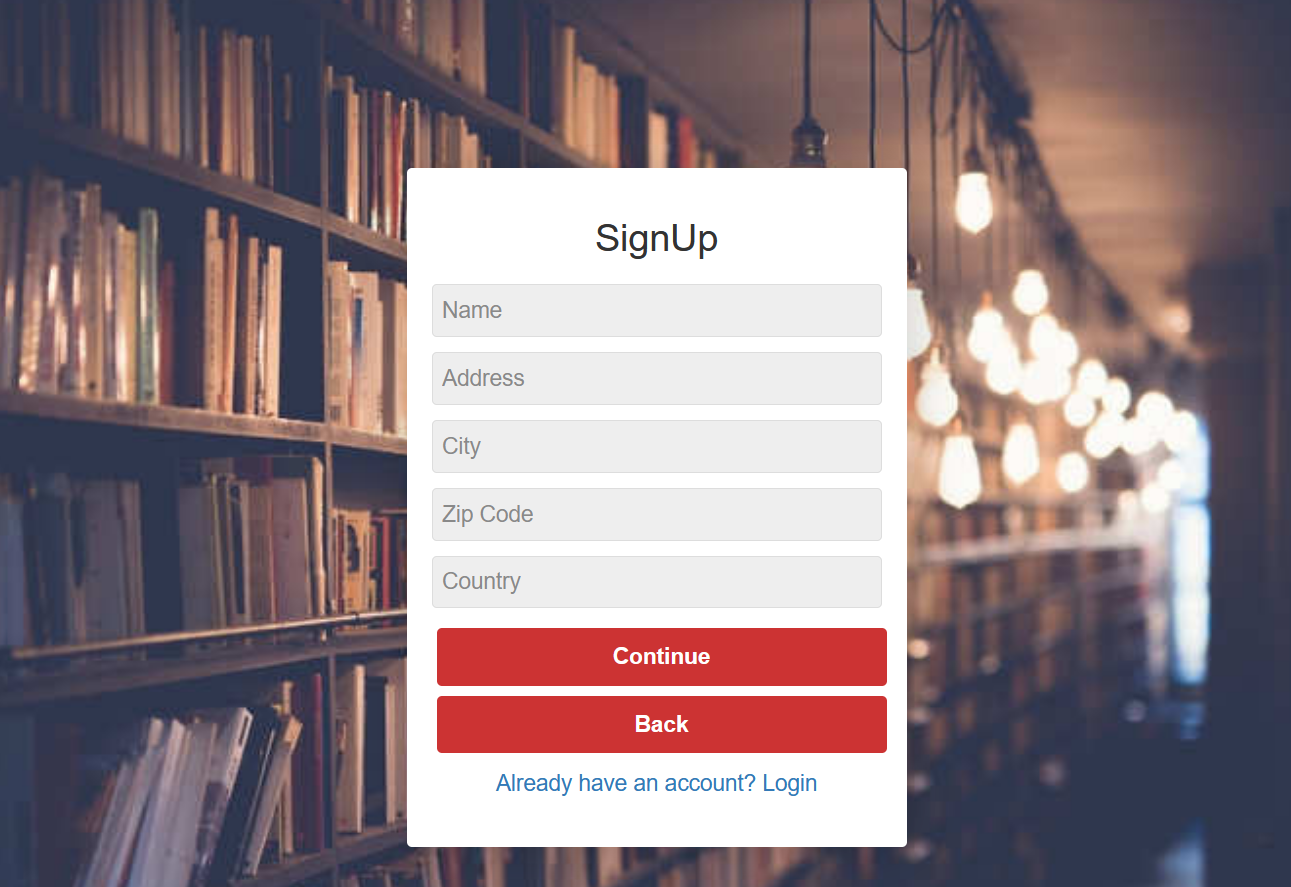 SignUp
Name
Address
City
Zip Code
Country
Continue
Back
Already have an account? Login